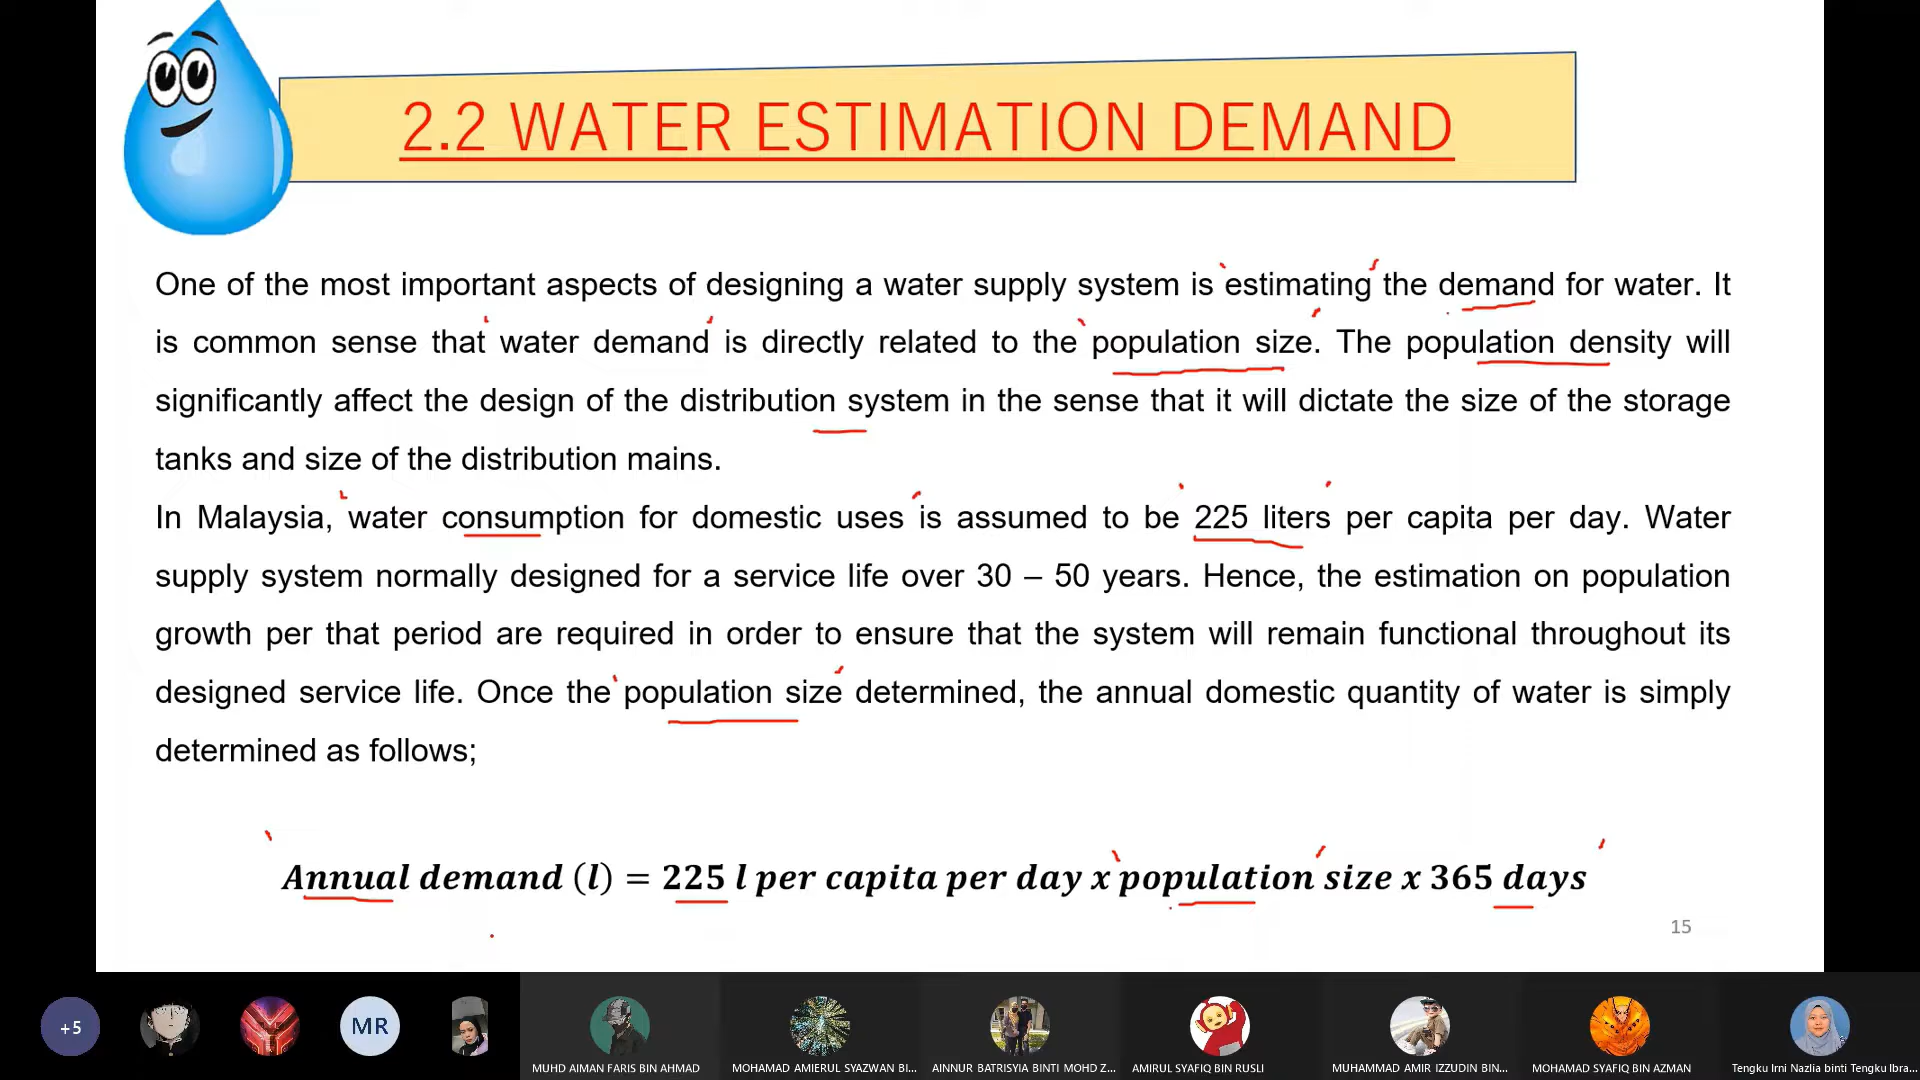 2.2 WATER ESTIMATION DEMAND
One of the most important aspects of designing a water supply system is estimating the demand for water. It
is common sense that water demand is directly related to the population size. The population density will
significantly affect the design of the distribution system in the sense that it will dictate the size of the storage
tanks and size of the distribution mains.
In Malaysia, water consumption for domestic uses is assumed to be 225 liters per capita per day. Water
supply system normally designed for a service life over 30 – 50 years. Hence, the estimation on population
growth per that period are required in order to ensure that the system will remain functional throughout its
designed service life. Once the population size determined, the annual domestic quantity of water is simply
determined as follows;
Annual demand (l) = 225 l per capita per day x population size x 365 days
15
+5
MR
MUHD AIMAN FARIS BIN AHMAD
MOHAMAD AMIERUL SYAZWAN BI...
AINNUR BATRISYIA BINTI MOHD Z...
AMIRUL SYAFIQ BIN RUSLI
MUHAMMAD AMIR IZZUDIN BIN...
MOHAMAD SYAFIQ BIN AZMAN
Tengku Irni Nazlia binti Tengku Ibra...